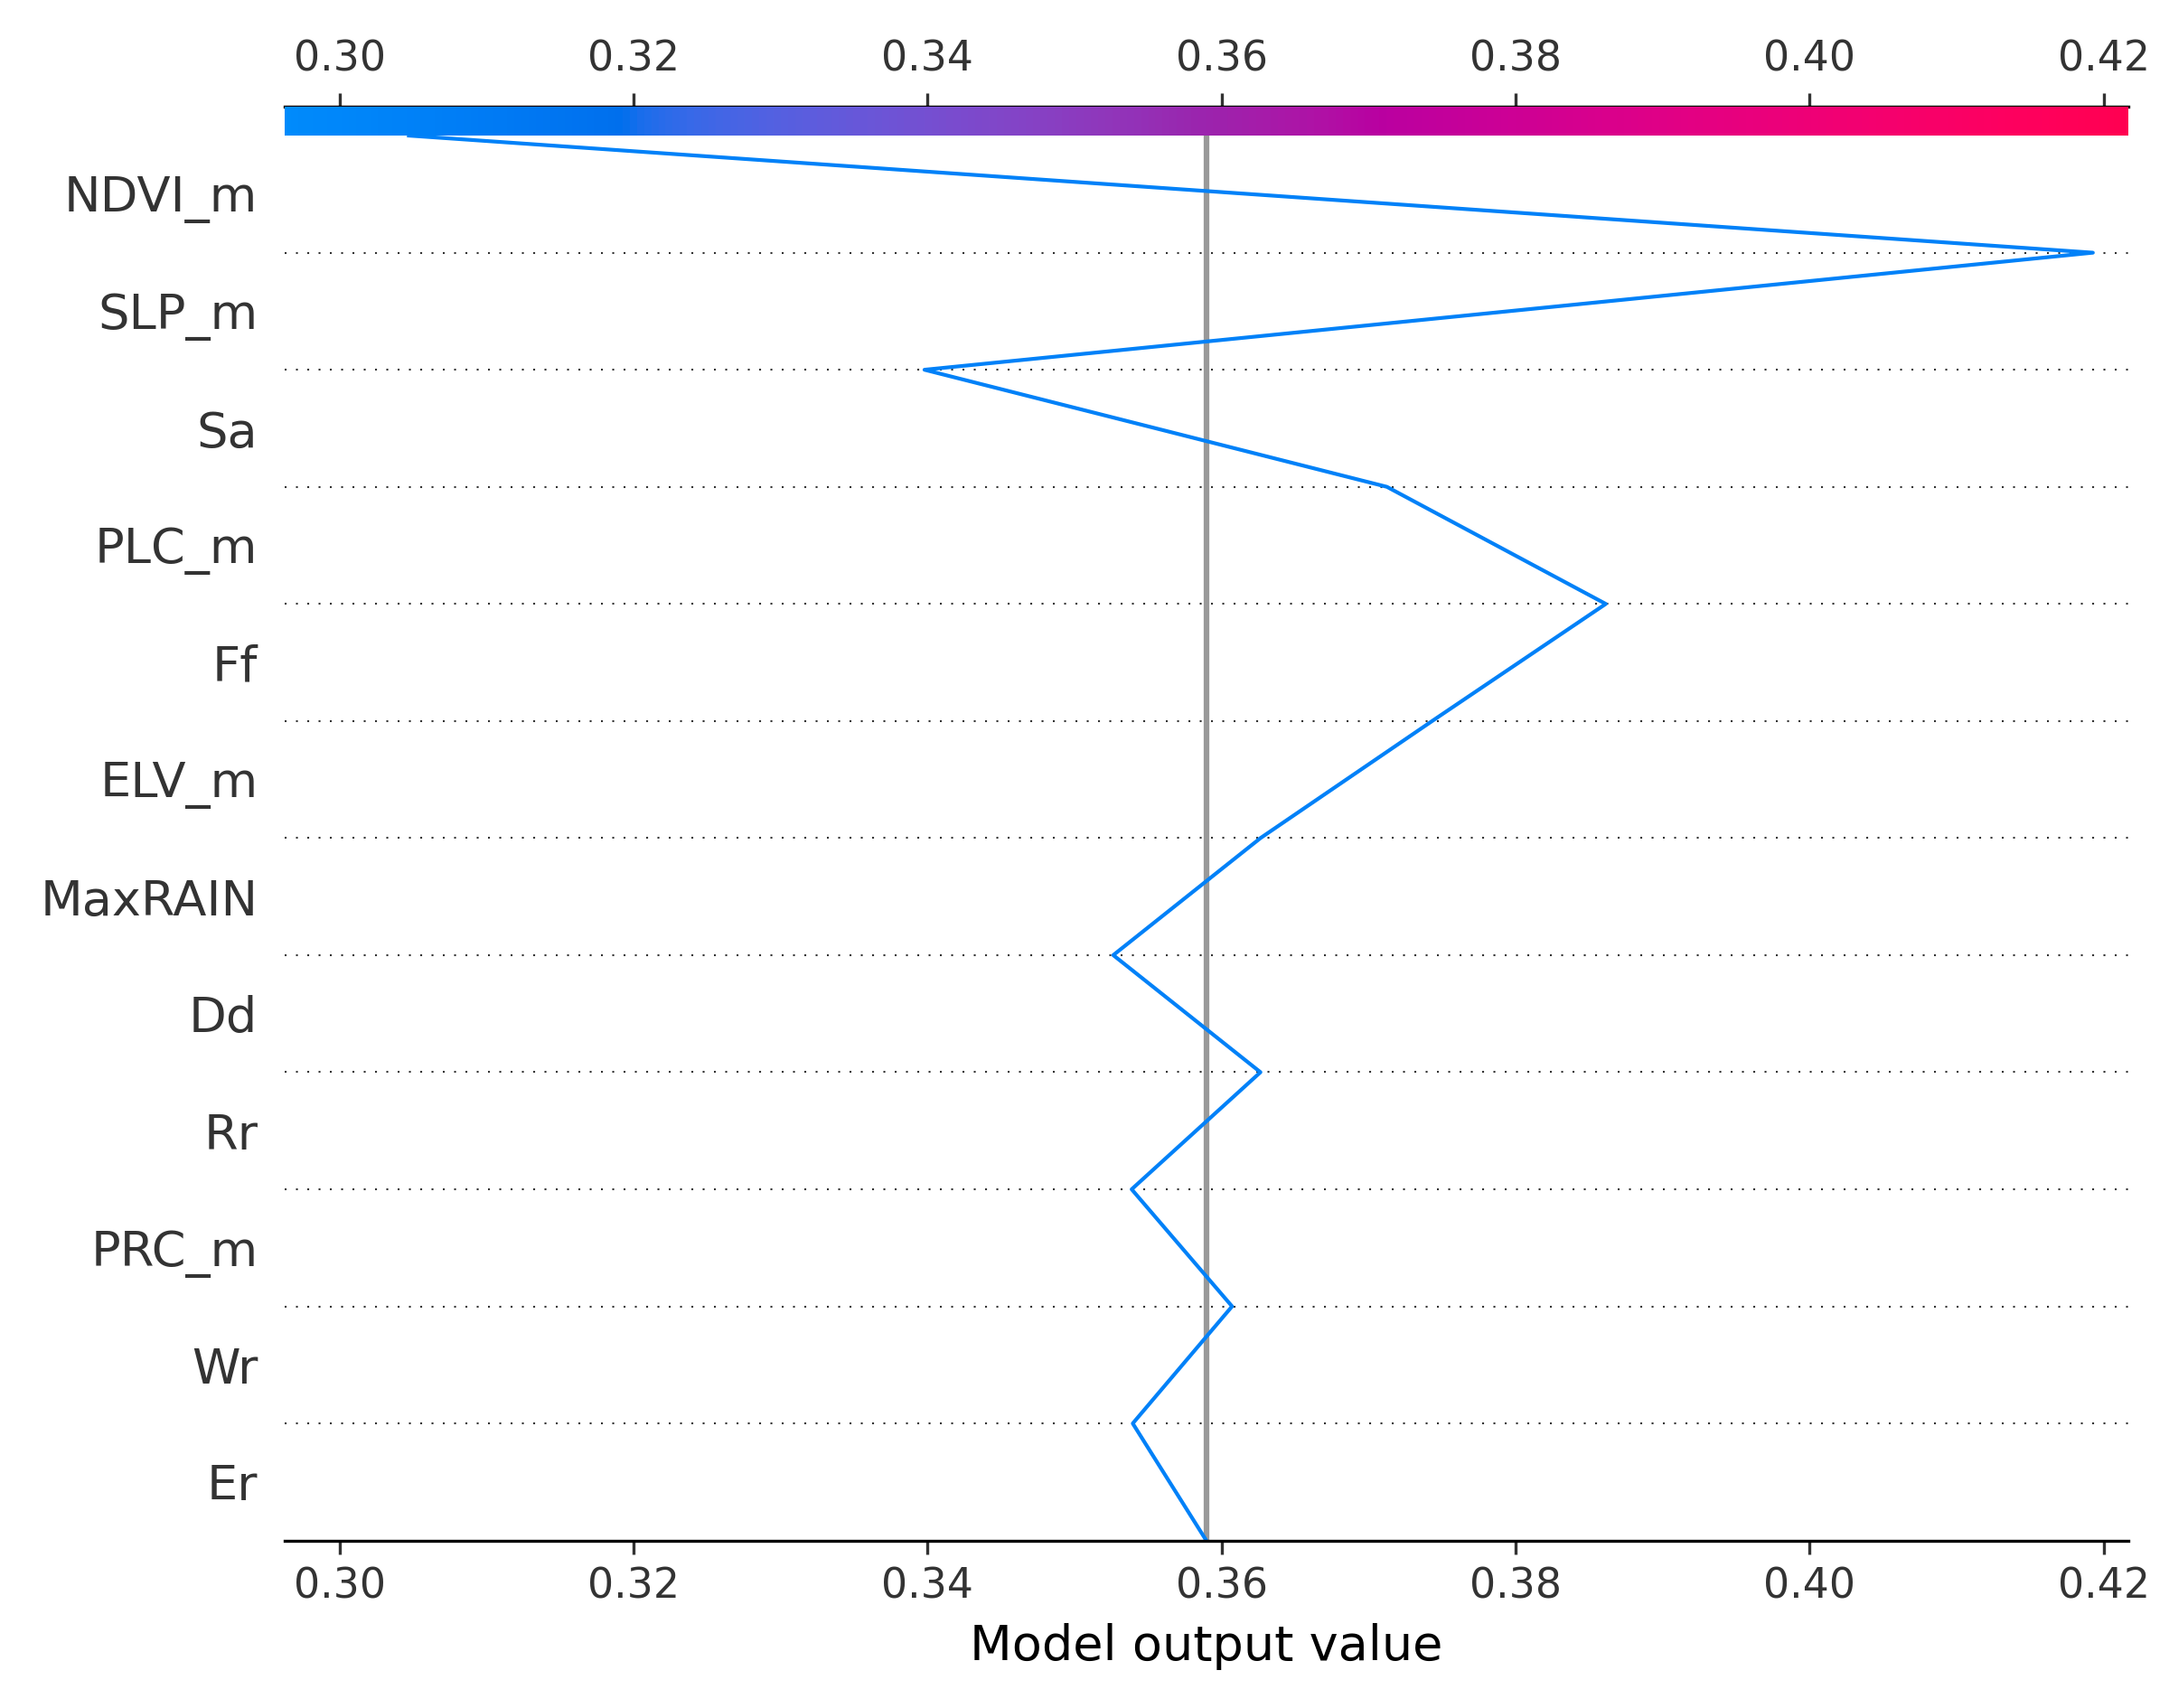 0.30 0.32 0.34 0.36 0.38 0.40 0.42
NDVI_m
SLP_m
Sa
PLC_m
Ff
ELV_m
MaxRAIN
Dd
Rr
PRC_m
Wr
Er
0.30 0.32 0.34 0.36 0.38 0.40 0.42
Model output value